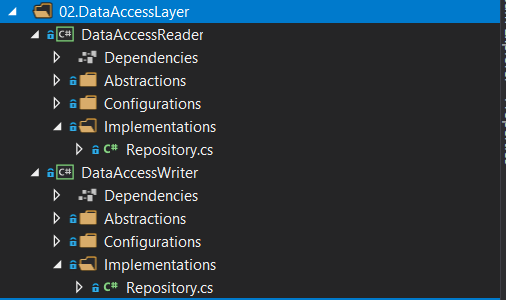 02.DataAccessLayer
C# DataAccessReader
Dependencies
Abstractions
Configurations
Implementations
C# Repository.cs
C# DataAccessWriter
Dependencies
Abstractions
Configurations
Implementations
C# Repository.cs